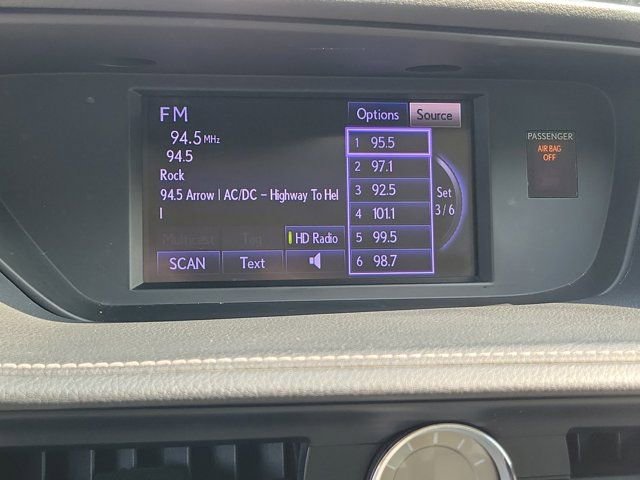 FM
Options
Source
94.5 MHz
94.5
Rock
94.5 Arrow | AC/DC - Highway To Hel
l
Multicast
Tag
HD Radio
SCAN
Text
1 95.5
2 97.1
3 92.5
4 101.1
5 99.5
6 98.7
Set
3/6
PASSENGER
AIR BAG
OFF